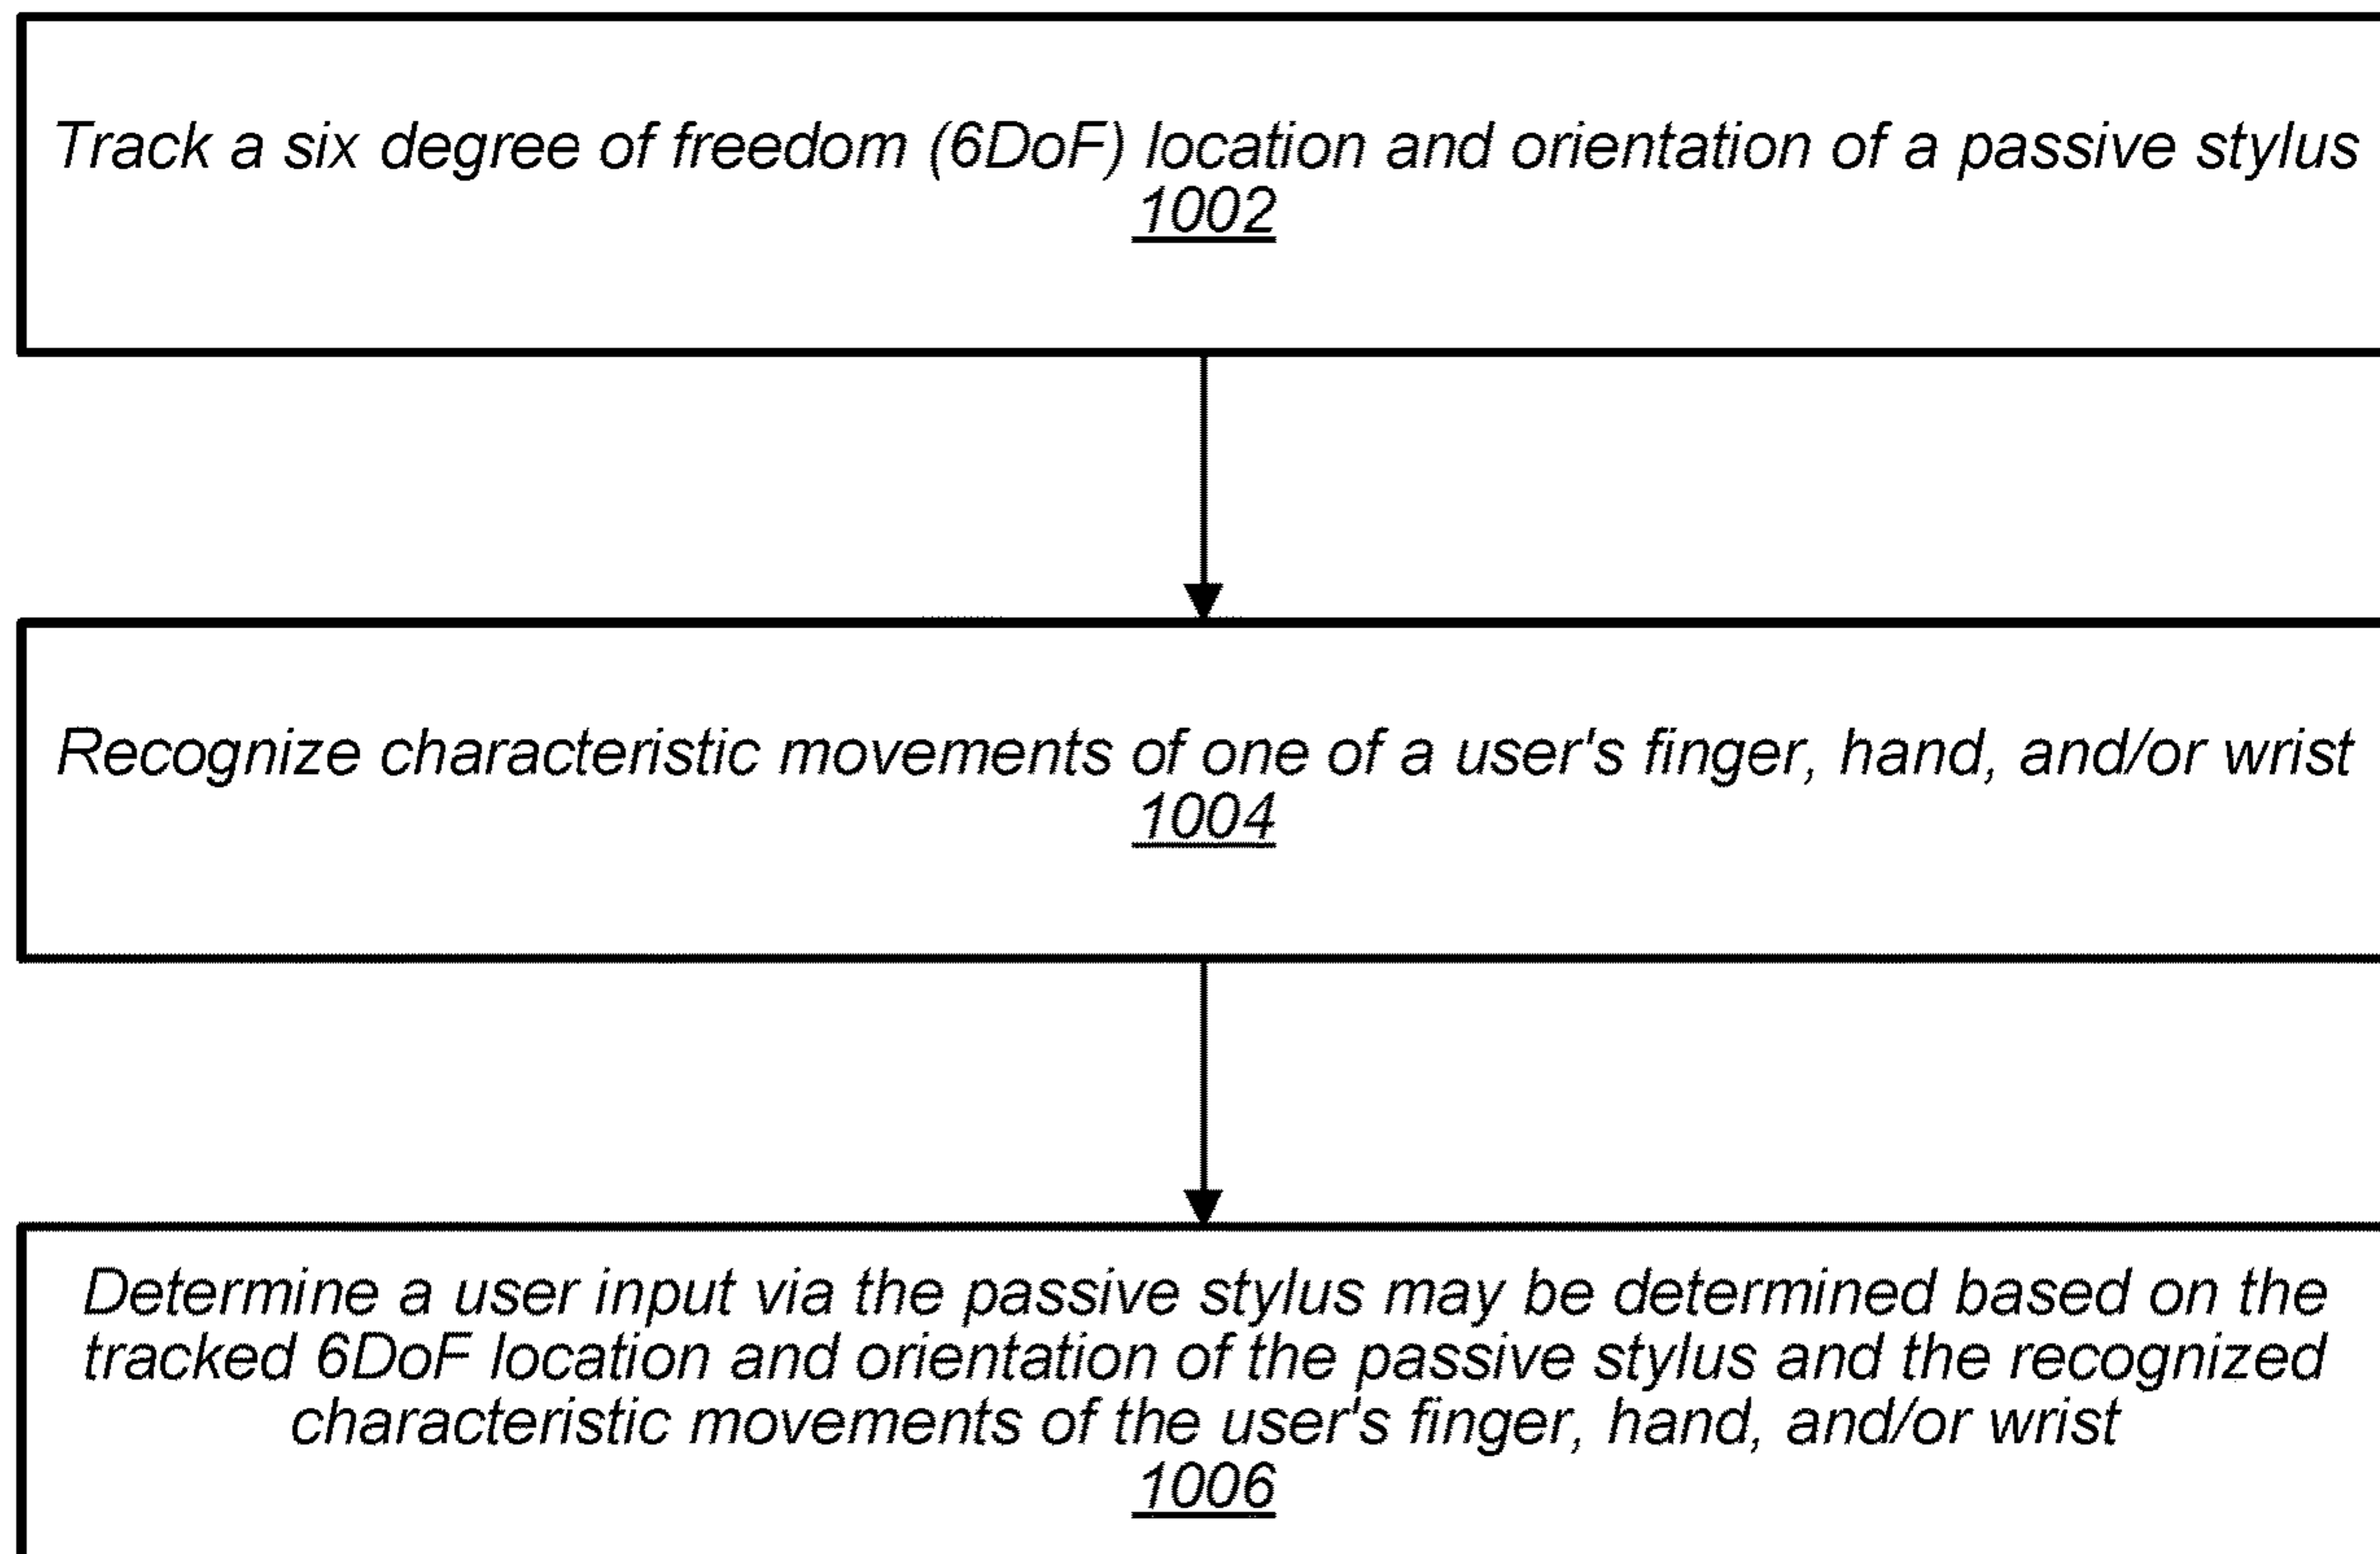 Track a six degree of freedom (6DoF) location and orientation of a passive stylus
1002
Recognize characteristic movements of one of a user's finger, hand, and/or wrist
1004
Determine a user input via the passive stylus may be determined based on the
tracked 6DoF location and orientation of the passive stylus and the recognized
characteristic movements of the user's finger, hand, and/or wrist
1006